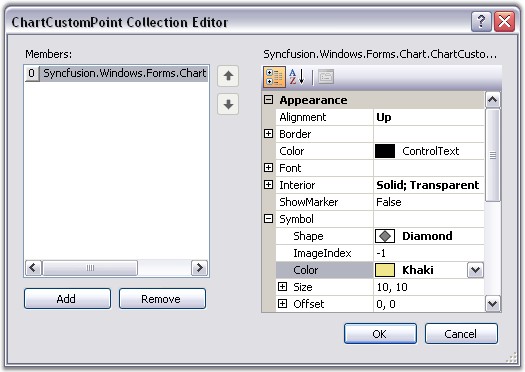 ChartCustomPoint Collection Editor
Members:
0 Syncfusion.Windows.Forms.Chart
Add
Remove
Syncfusion.Windows.Forms.Chart.ChartCusto...
Appearance
Alignment Up
Border
Color ControlText
Font
Interior Solid; Transparent
ShowMarker False
Symbol
Shape Diamond
ImageIndex -1
Color Khaki
Size 10, 10
Offset 0, 0
OK
Cancel